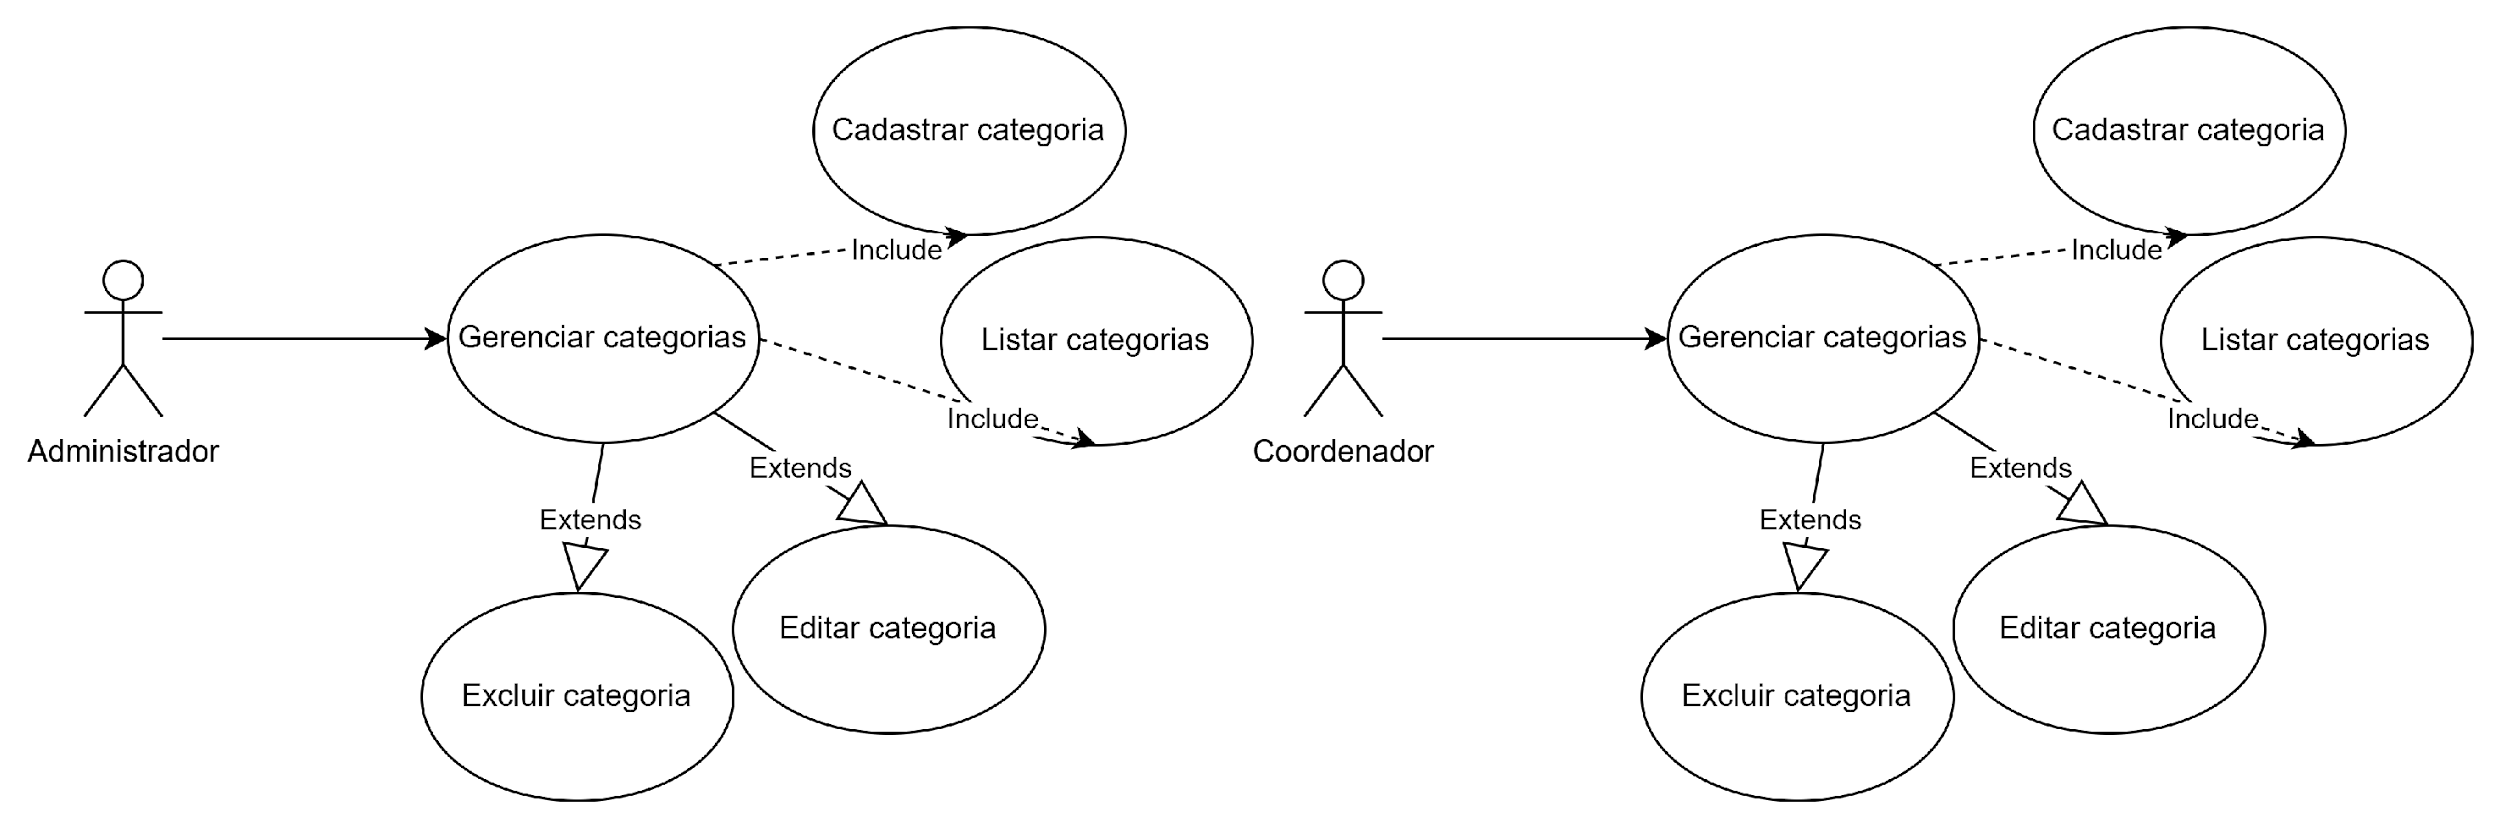 Cadastrar categoria
Include
Gerenciar categorias
Listar categorias
Include
Administrador
Extends
Extends
Editar categoria
Excluir categoria
Cadastrar categoria
Include
Gerenciar categorias
Listar categorias
Include
Coordenador
Extends
Extends
Editar categoria
Excluir categoria